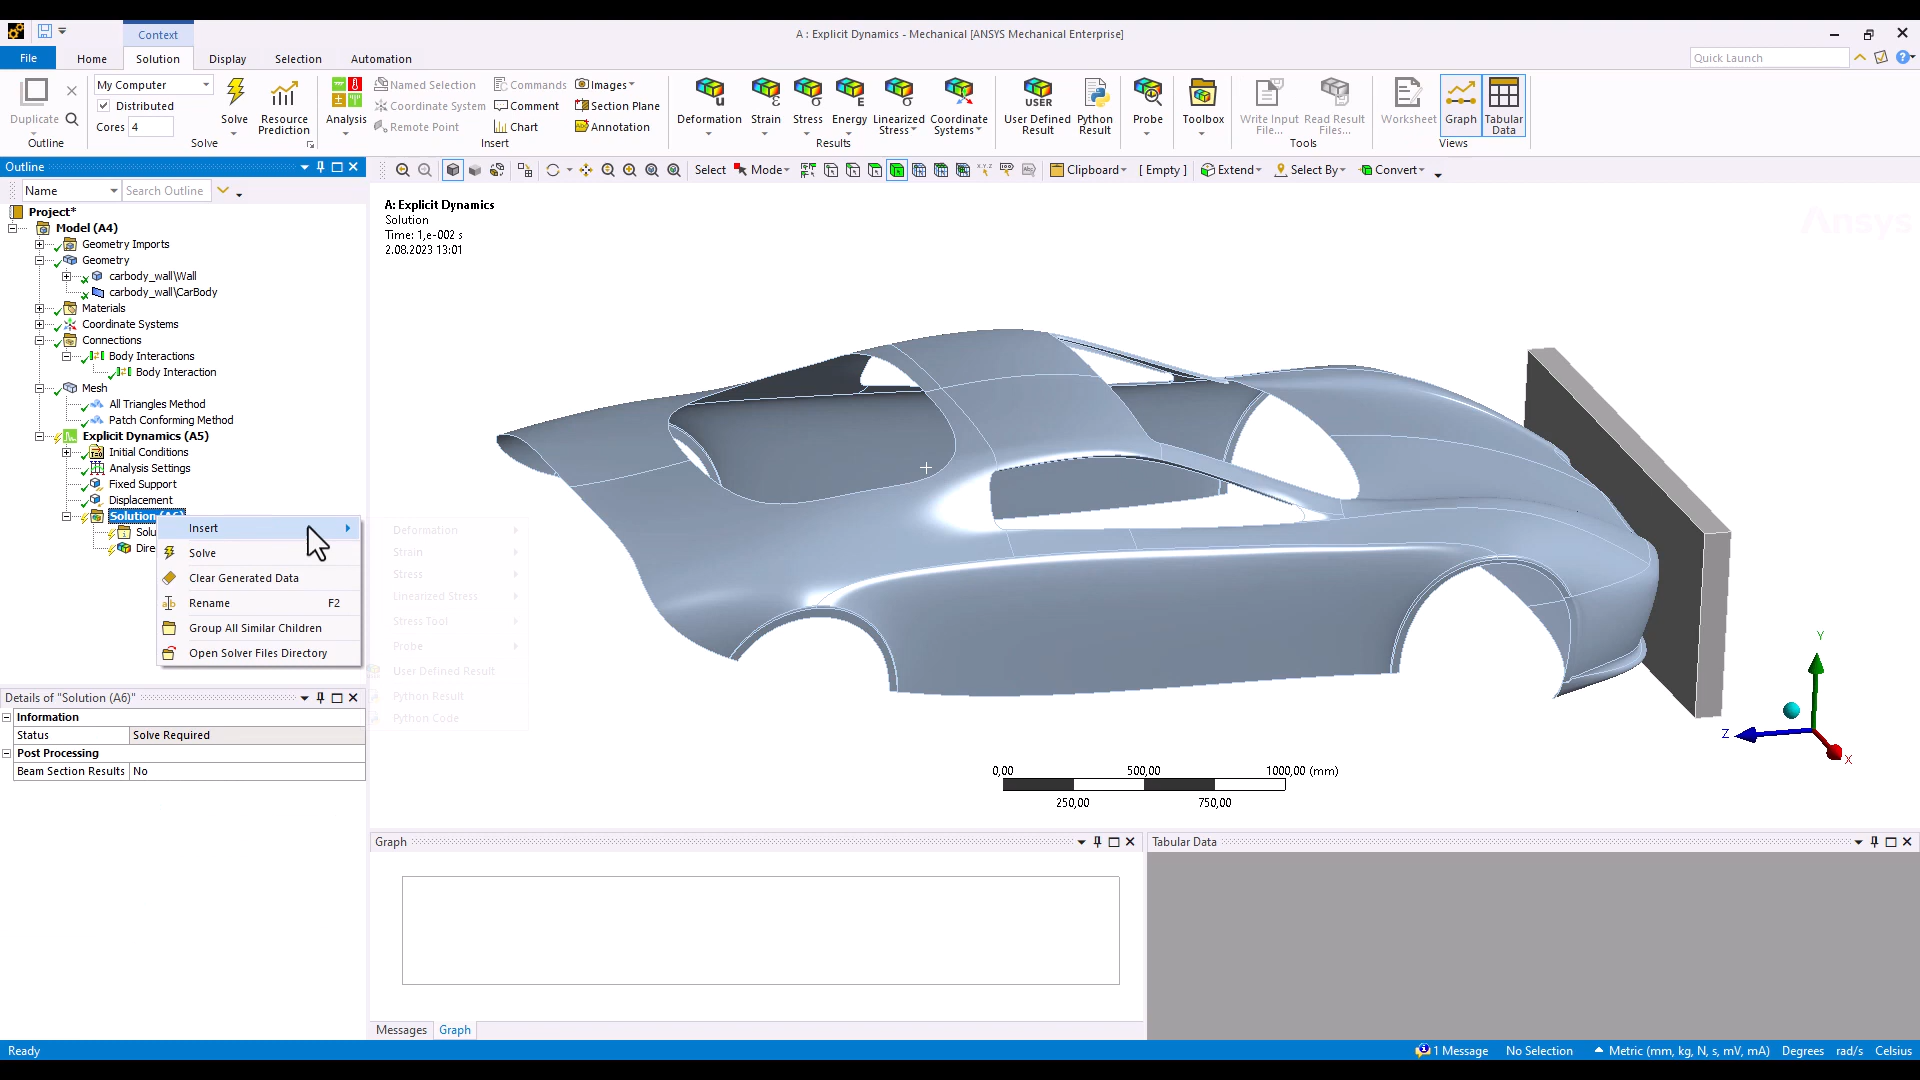 Context
A : Explicit Dynamics - Mechanical [ANSYS Mechanical Enterprise]
File
Home
Solution
Display
Selection
Automation
Quick Launch
Duplicate
Outline
My Computer
Distributed
Cores 4
Solve
Resource Prediction
Solve
Analysis
Named Selection
Coordinate System
Remote Point
Commands
Comment
Chart
Images
Section Plane
Annotation
Insert
Deformation
Strain
Stress
Energy
Linearized Stress
Coordinate Systems
Results
User Defined Result
USER
Python Result
Probe
Toolbox
Write Input File...
Read Result Files...
Tools
Worksheet
Graph
Tabular Data
Views
Outline
Name
Search Outline
Select
Mode
Clipboard
[ Empty ]
Extend
Select By
Convert
Project*
Model (A4)
Geometry Imports
Geometry
carbody_wall\Wall
carbody_wall\CarBody
Materials
Coordinate Systems
Connections
Body Interactions
Body Interaction
Mesh
All Triangles Method
Patch Conforming Method
Explicit Dynamics (A5)
Initial Conditions
Analysis Settings
Fixed Support
Displacement
Solution (A6)
Solu
Dire
Insert
Solve
Clear Generated Data
Rename F2
Group All Similar Children
Open Solver Files Directory
Deformation
Strain
Stress
Linearized Stress
Stress Tool
Probe
User Defined Result
Python Result
Python Code
A: Explicit Dynamics
Solution
Time: 1,e-002 s
2.08.2023 13:01
Ansys
Y
Z
X
0,00 500,00 1000,00 (mm)
250,00 750,00
Details of "Solution (A6)"
Information
Status Solve Required
Post Processing
Beam Section Results No
Graph
Tabular Data
Messages
Graph
Ready
1 Message
No Selection
Metric (mm, kg, N, s, mV, mA)
Degrees
rad/s
Celsius